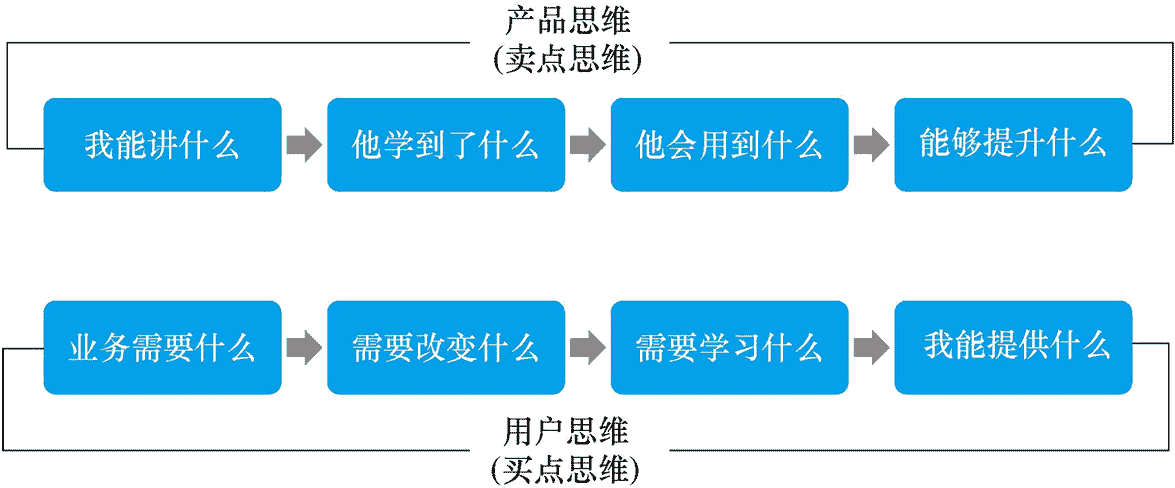 产品思维
(卖点思维)
我能讲什么
他学到了什么
他会用到什么
能够提升什么
业务需要什么
需要改变什么
需要学习什么
我能提供什么
用户思维
(买点思维)